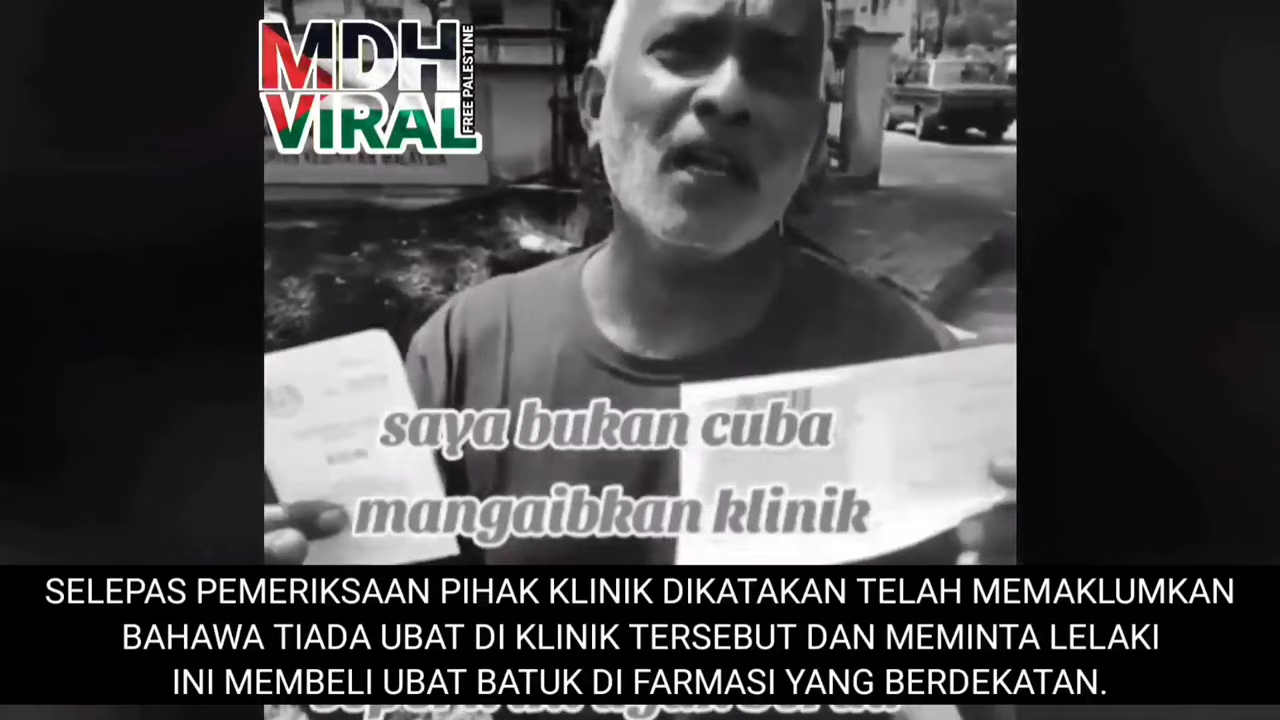 MDH
VIRAL
FREE PALESTINE
saya bukan cuba
mangaibkan klinik
SELEPAS PEMERIKSAAN PIHAK KLINIK DIKATAKAN TELAH MEMAKLUMKAN
BAHAWA TIADA UBAT DI KLINIK TERSEBUT DAN MEMINTA LELAKI
INI MEMBELI UBAT BATUK DI FARMASI YANG BERDEKATAN.